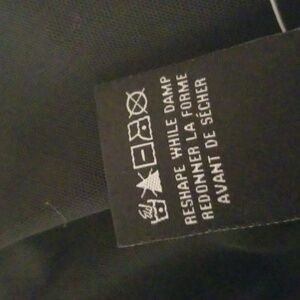 RESHAPE WHILE DAMP
REDONNER LA FORME
AVANT DE SÉCHER